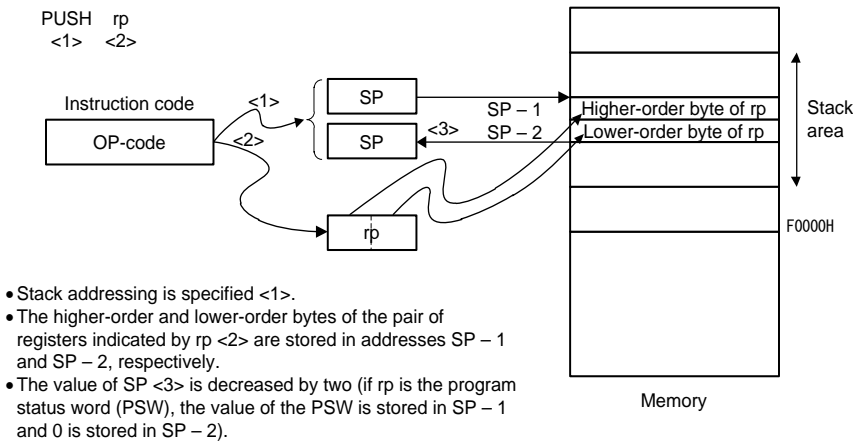 PUSH rp
<1> <2>
Instruction code
OP-code
<1>
<2>
SP
SP
<3>
SP – 1
SP – 2
rp
Higher-order byte of rp
Lower-order byte of rp
Stack
area
F0000H
Memory
• Stack addressing is specified <1>.
• The higher-order and lower-order bytes of the pair of
registers indicated by rp <2> are stored in addresses SP – 1
and SP – 2, respectively.
• The value of SP <3> is decreased by two (if rp is the program
status word (PSW), the value of the PSW is stored in SP – 1
and 0 is stored in SP – 2).